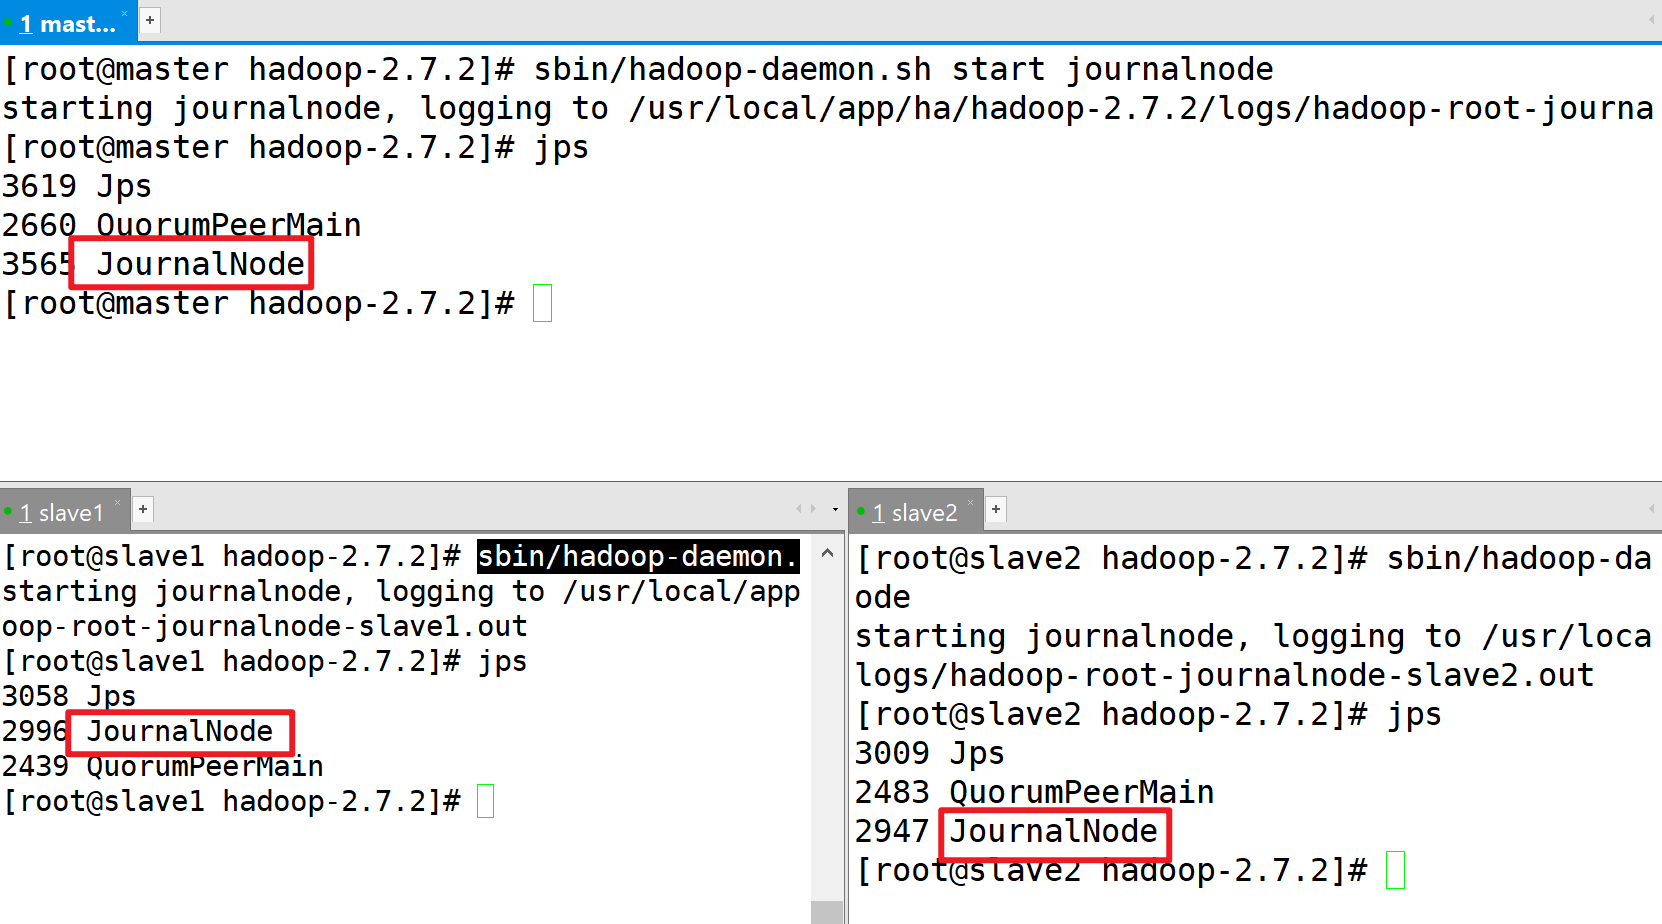 1 mast...
[root@master hadoop-2.7.2]# sbin/hadoop-daemon.sh start journalnode
starting journalnode, logging to /usr/local/app/ha/hadoop-2.7.2/logs/hadoop-root-journa
[root@master hadoop-2.7.2]# jps
3619 Jps
2660 QuorumPeerMain
3565 JournalNode
[root@master hadoop-2.7.2]#
1 slave1
[root@slave1 hadoop-2.7.2]# sbin/hadoop-daemon.
starting journalnode, logging to /usr/local/app
oop-root-journalnode-slave1.out
[root@slave1 hadoop-2.7.2]# jps
3058 Jps
2996 JournalNode
2439 QuorumPeerMain
[root@slave1 hadoop-2.7.2]#
1 slave2
[root@slave2 hadoop-2.7.2]# sbin/hadoop-da
ode
starting journalnode, logging to /usr/loca
logs/hadoop-root-journalnode-slave2.out
[root@slave2 hadoop-2.7.2]# jps
3009 Jps
2483 QuorumPeerMain
2947 JournalNode
[root@slave2 hadoop-2.7.2]#